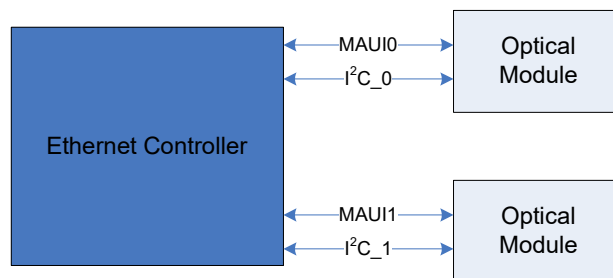 Ethernet Controller
MAUI0
I²C_0
Optical
Module
MAUI1
I²C_1
Optical
Module